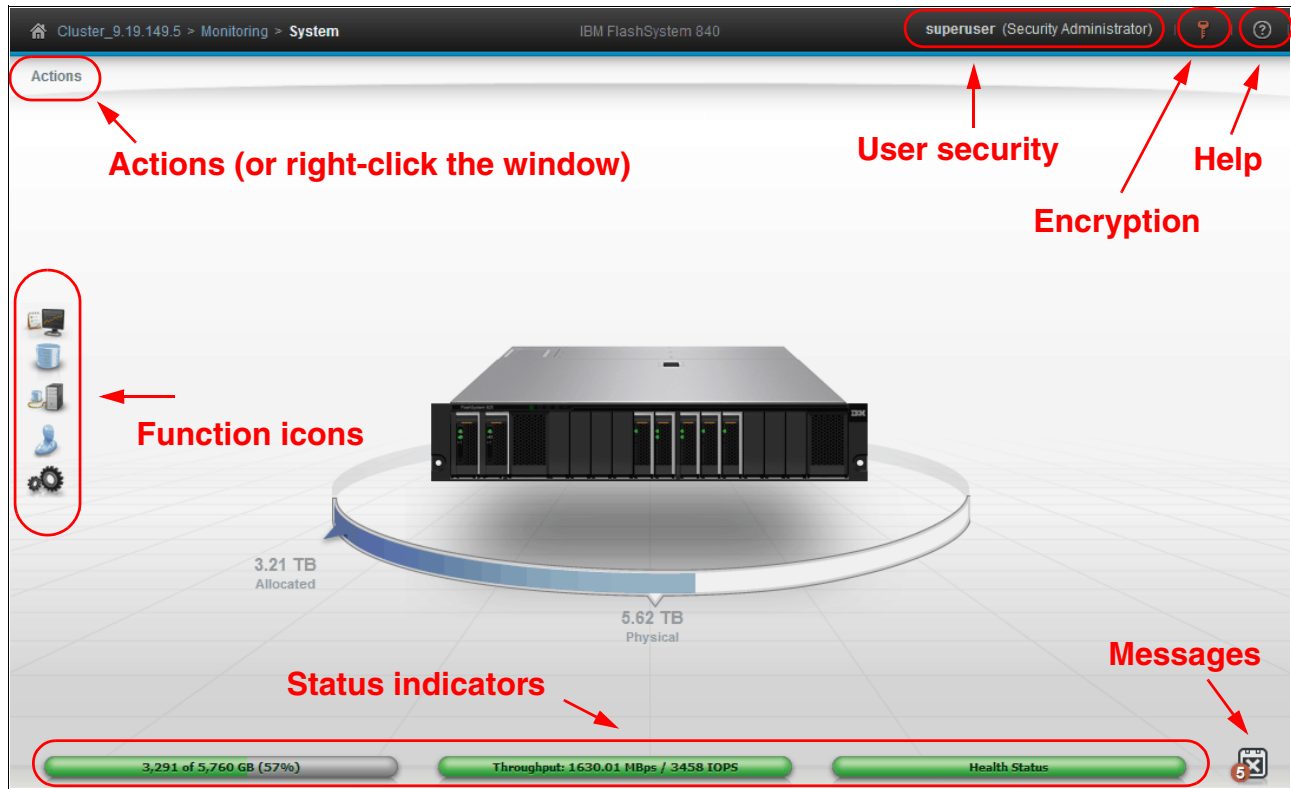 Cluster_9.19.149.5 > Monitoring > System
IBM FlashSystem 840
superuser (Security Administrator)
?
Actions
Actions (or right-click the window)
User security
Help
Encryption
Function icons
IBM
3.21 TB
Allocated
5.62 TB
Physical
Messages
Status indicators
3,291 of 5,760 GB (57%)
Throughput: 1630.01 MBps / 3458 IOPS
Health Status
5